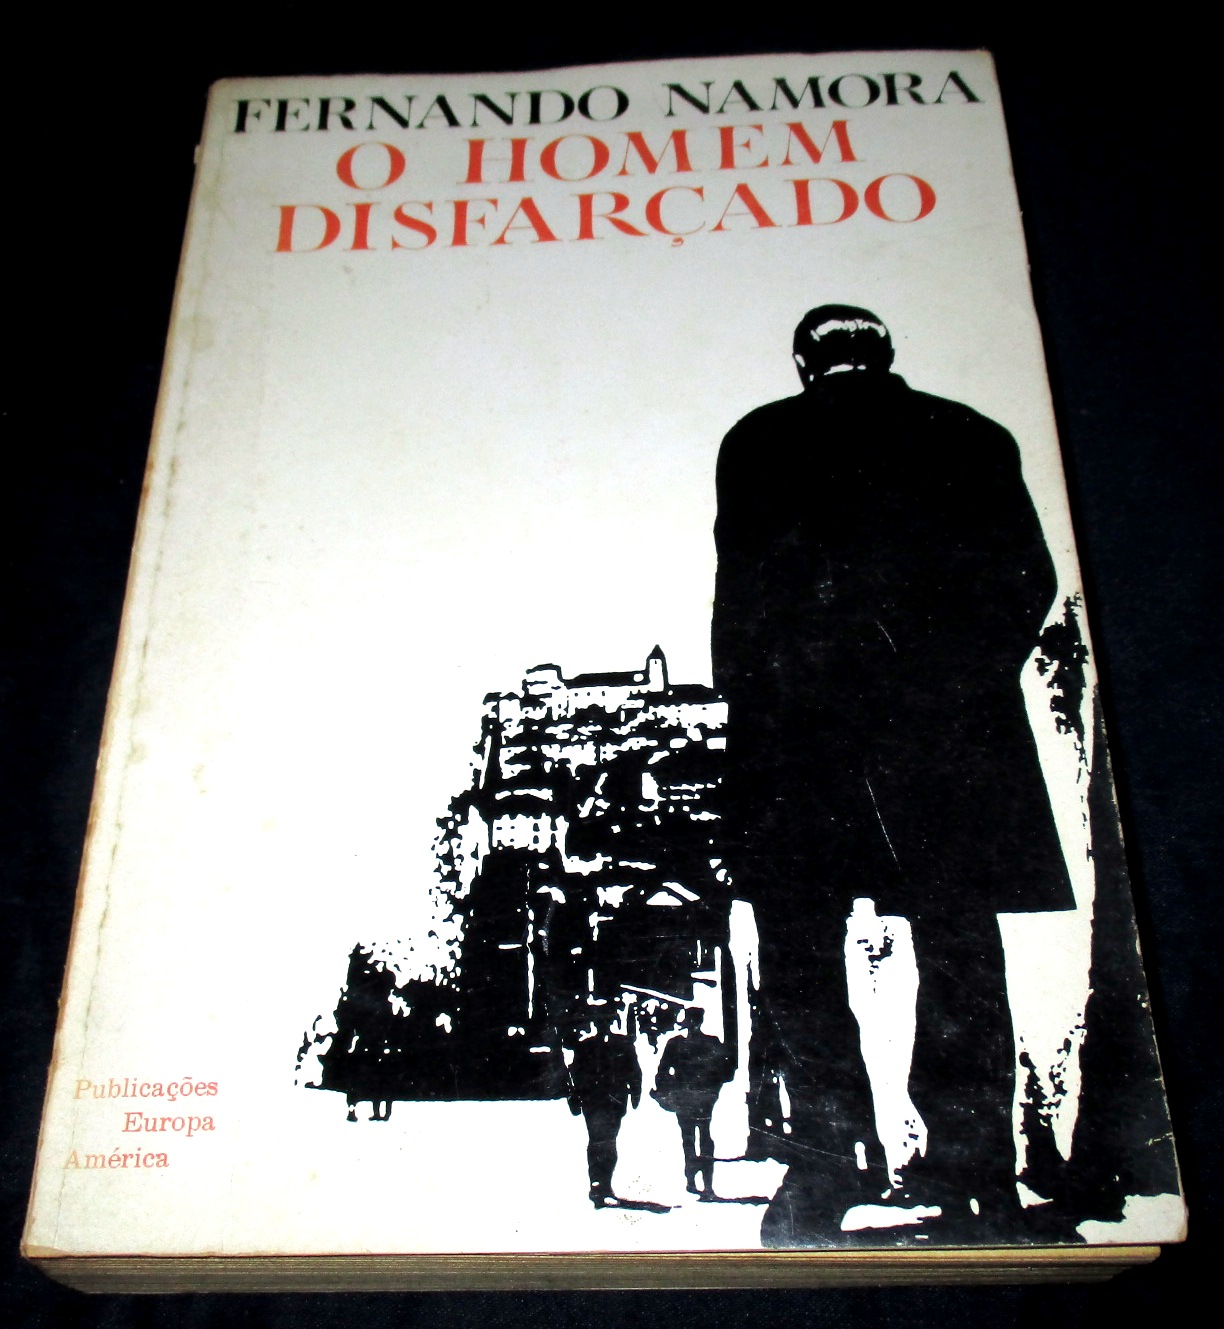 FERNANDO NAMORA
O HOMEM
DISFARÇADO
Publicações
Europa
América